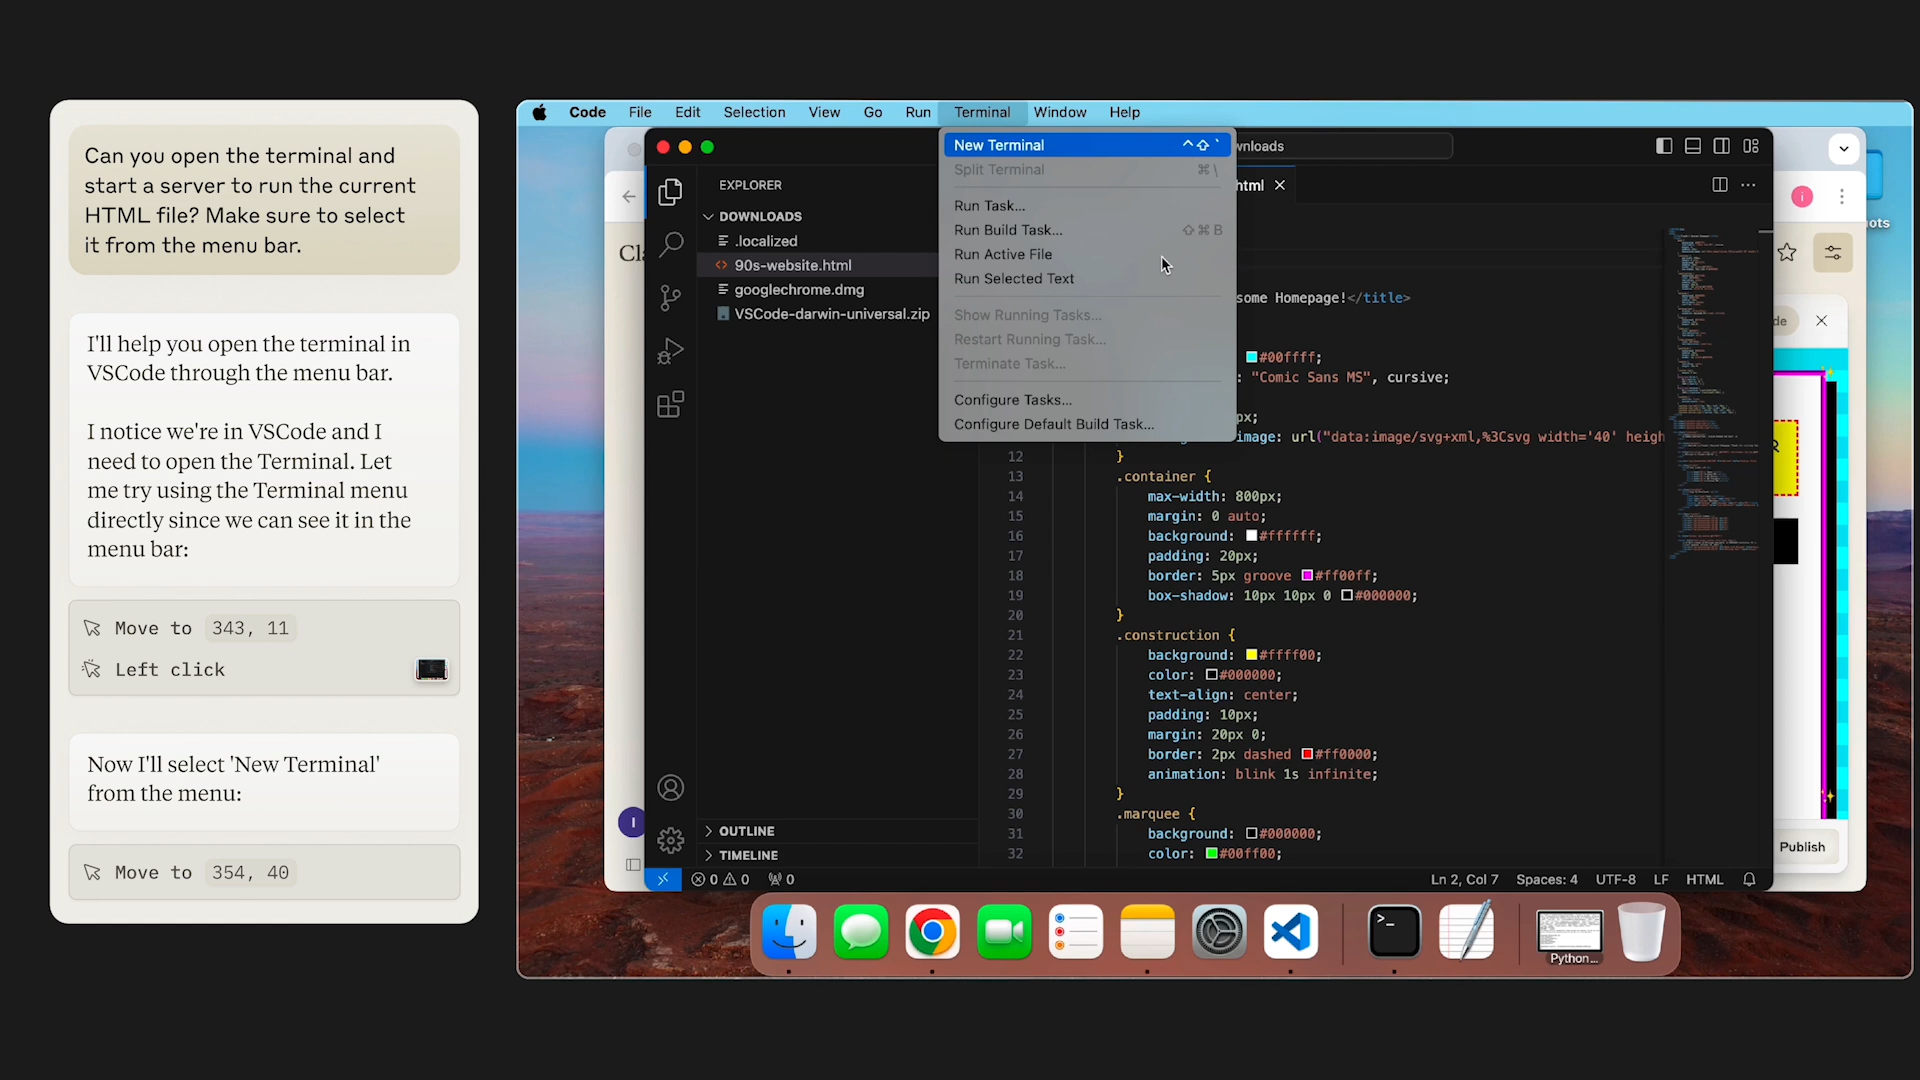 Can you open the terminal and
start a server to run the current
HTML file? Make sure to select
it from the menu bar.
I'll help you open the terminal in
VSCode through the menu bar.
I notice we're in VSCode and I
need to open the Terminal. Let
me try using the Terminal menu
directly since we can see it in the
menu bar:
Move to 343, 11
Left click
Now I'll select 'New Terminal'
from the menu:
Move to 354, 40
Code File Edit Selection View Go Run Terminal Window Help
New Terminal ^⇧`
Split Terminal ⌘\
Run Task...
Run Build Task... ⇧⌘B
Run Active File
Run Selected Text
Show Running Tasks...
Restart Running Task...
Terminate Task...
Configure Tasks...
Configure Default Build Task...
wnloads
html
EXPLORER
DOWNLOADS
.localized
90s-website.html
googlechrome.dmg
VSCode-darwin-universal.zip
OUTLINE
TIMELINE
some Homepage!</title>
#00ffff;
: "Comic Sans MS", cursive;
px;
image: url("data:image/svg+xml,%3Csvg width='40' heigh
12 }
13 .container {
14 max-width: 800px;
15 margin: 0 auto;
16 background: #ffffff;
17 padding: 20px;
18 border: 5px groove #ff00ff;
19 box-shadow: 10px 10px 0 #000000;
20 }
21 .construction {
22 background: #ffff00;
23 color: #000000;
24 text-align: center;
25 padding: 10px;
26 margin: 20px 0;
27 border: 2px dashed #ff0000;
28 animation: blink 1s infinite;
29 }
30 .marquee {
31 background: #000000;
32 color: #00ff00;
0 0 0
Ln 2, Col 7 Spaces: 4 UTF-8 LF HTML
Cla
I
i
ots
de
Publish
Python...